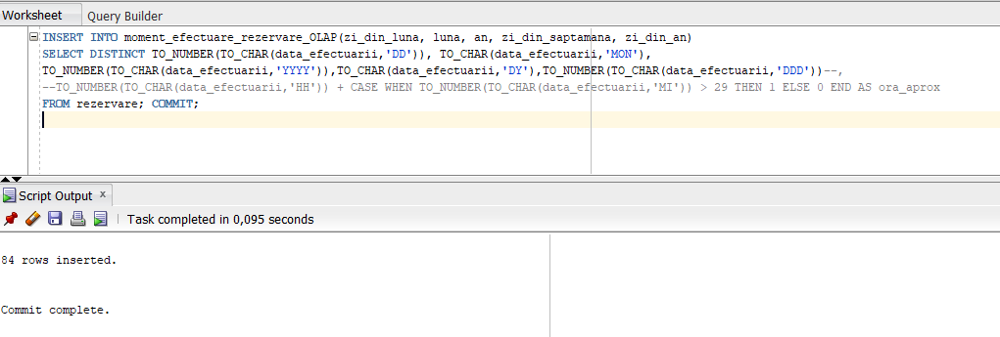 Worksheet Query Builder
INSERT INTO moment_efectuare_rezervare_OLAP(zi_din_luna, luna, an, zi_din_saptamana, zi_din_an)
SELECT DISTINCT TO_NUMBER(TO_CHAR(data_efectuarii,'DD')), TO_CHAR(data_efectuarii,'MON'),
TO_NUMBER(TO_CHAR(data_efectuarii,'YYYY')),TO_CHAR(data_efectuarii,'DY'),TO_NUMBER(TO_CHAR(data_efectuarii,'DDD'))--,
--TO_NUMBER(TO_CHAR(data_efectuarii,'HH')) + CASE WHEN TO_NUMBER(TO_CHAR(data_efectuarii,'MI')) > 29 THEN 1 ELSE 0 END AS ora_aprox
FROM rezervare; COMMIT;
Script Output x
Task completed in 0,095 seconds
84 rows inserted.
Commit complete.